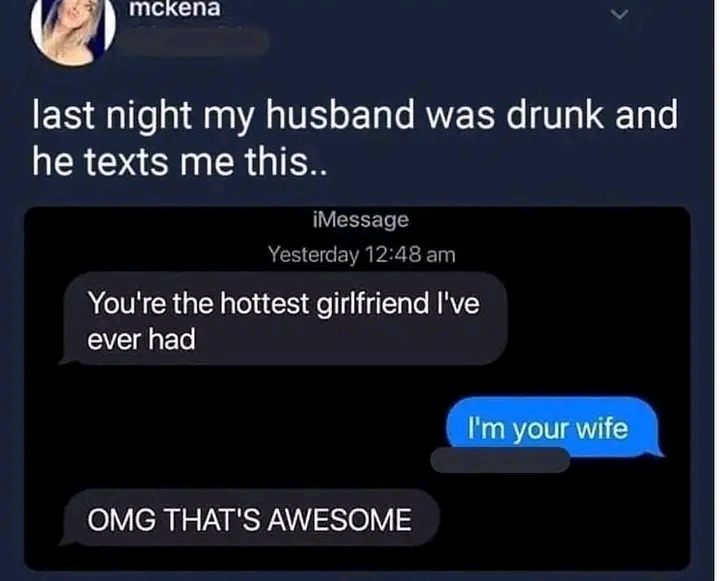 mckena
last night my husband was drunk and
he texts me this..
iMessage
Yesterday 12:48 am
You're the hottest girlfriend I've
ever had
I'm your wife
OMG THAT'S AWESOME